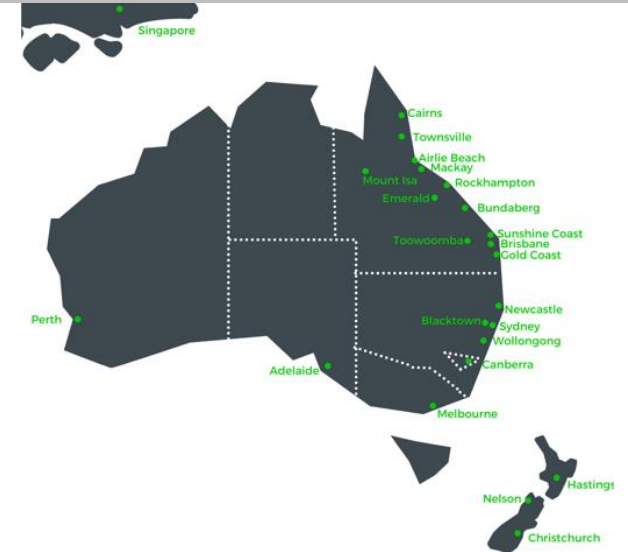 Singapore
Cairns
Townsville
Airlie Beach
Mackay
Mount Isa
Rockhampton
Emerald
Bundaberg
Sunshine Coast
Toowoomba
Brisbane
Gold Coast
Newcastle
Perth
Blacktown
Sydney
Wollongong
Canberra
Adelaide
Melbourne
Hastings
Nelson
Christchurch